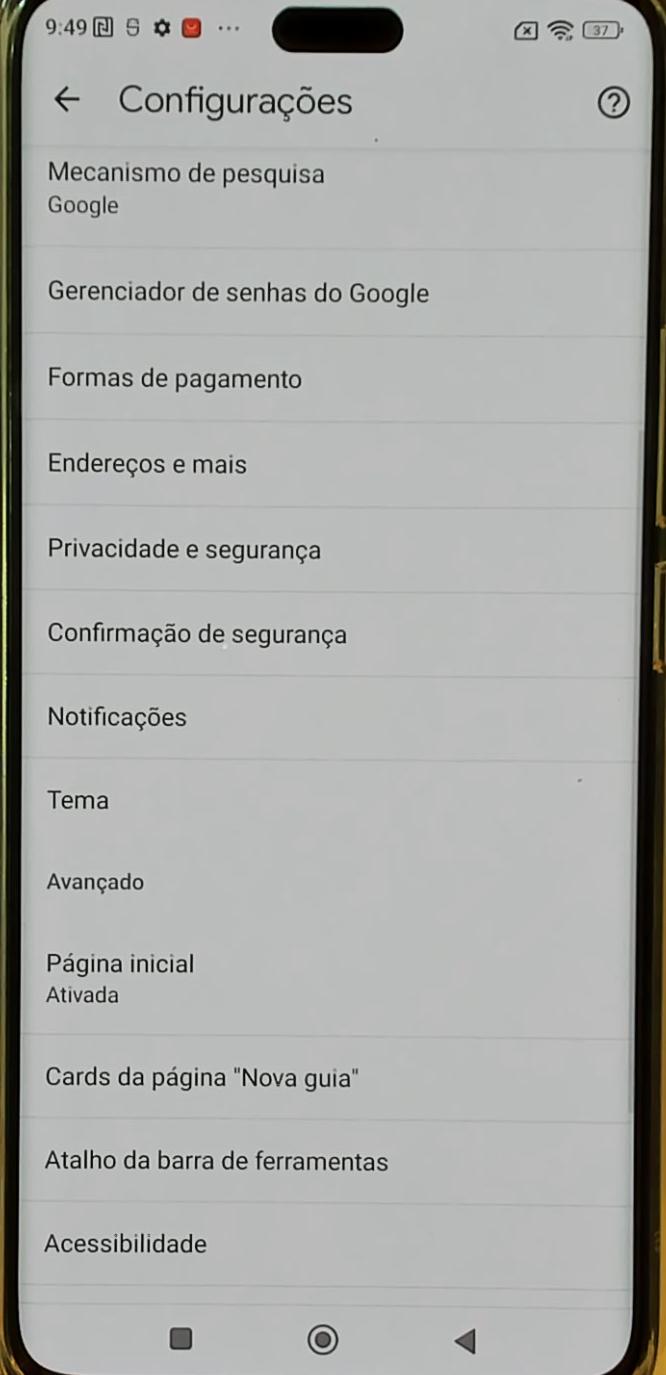 9:49
37
Configurações
Mecanismo de pesquisa
Google
Gerenciador de senhas do Google
Formas de pagamento
Endereços e mais
Privacidade e segurança
Confirmação de segurança
Notificações
Tema
Avançado
Página inicial
Ativada
Cards da página "Nova guia"
Atalho da barra de ferramentas
Acessibilidade